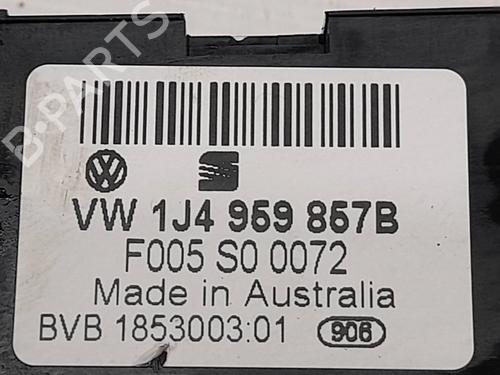 B-PARTS
VW 1J4 959 857B
F005 S0 0072
Made in Australia
BVB 1853003:01 906